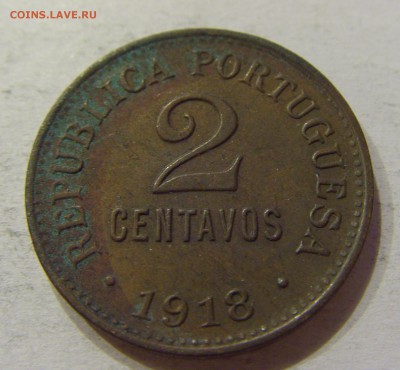 COINS.LAVE.RU
REPUBLICA PORTUGUESA
2
CENTAVOS
• 1918 •